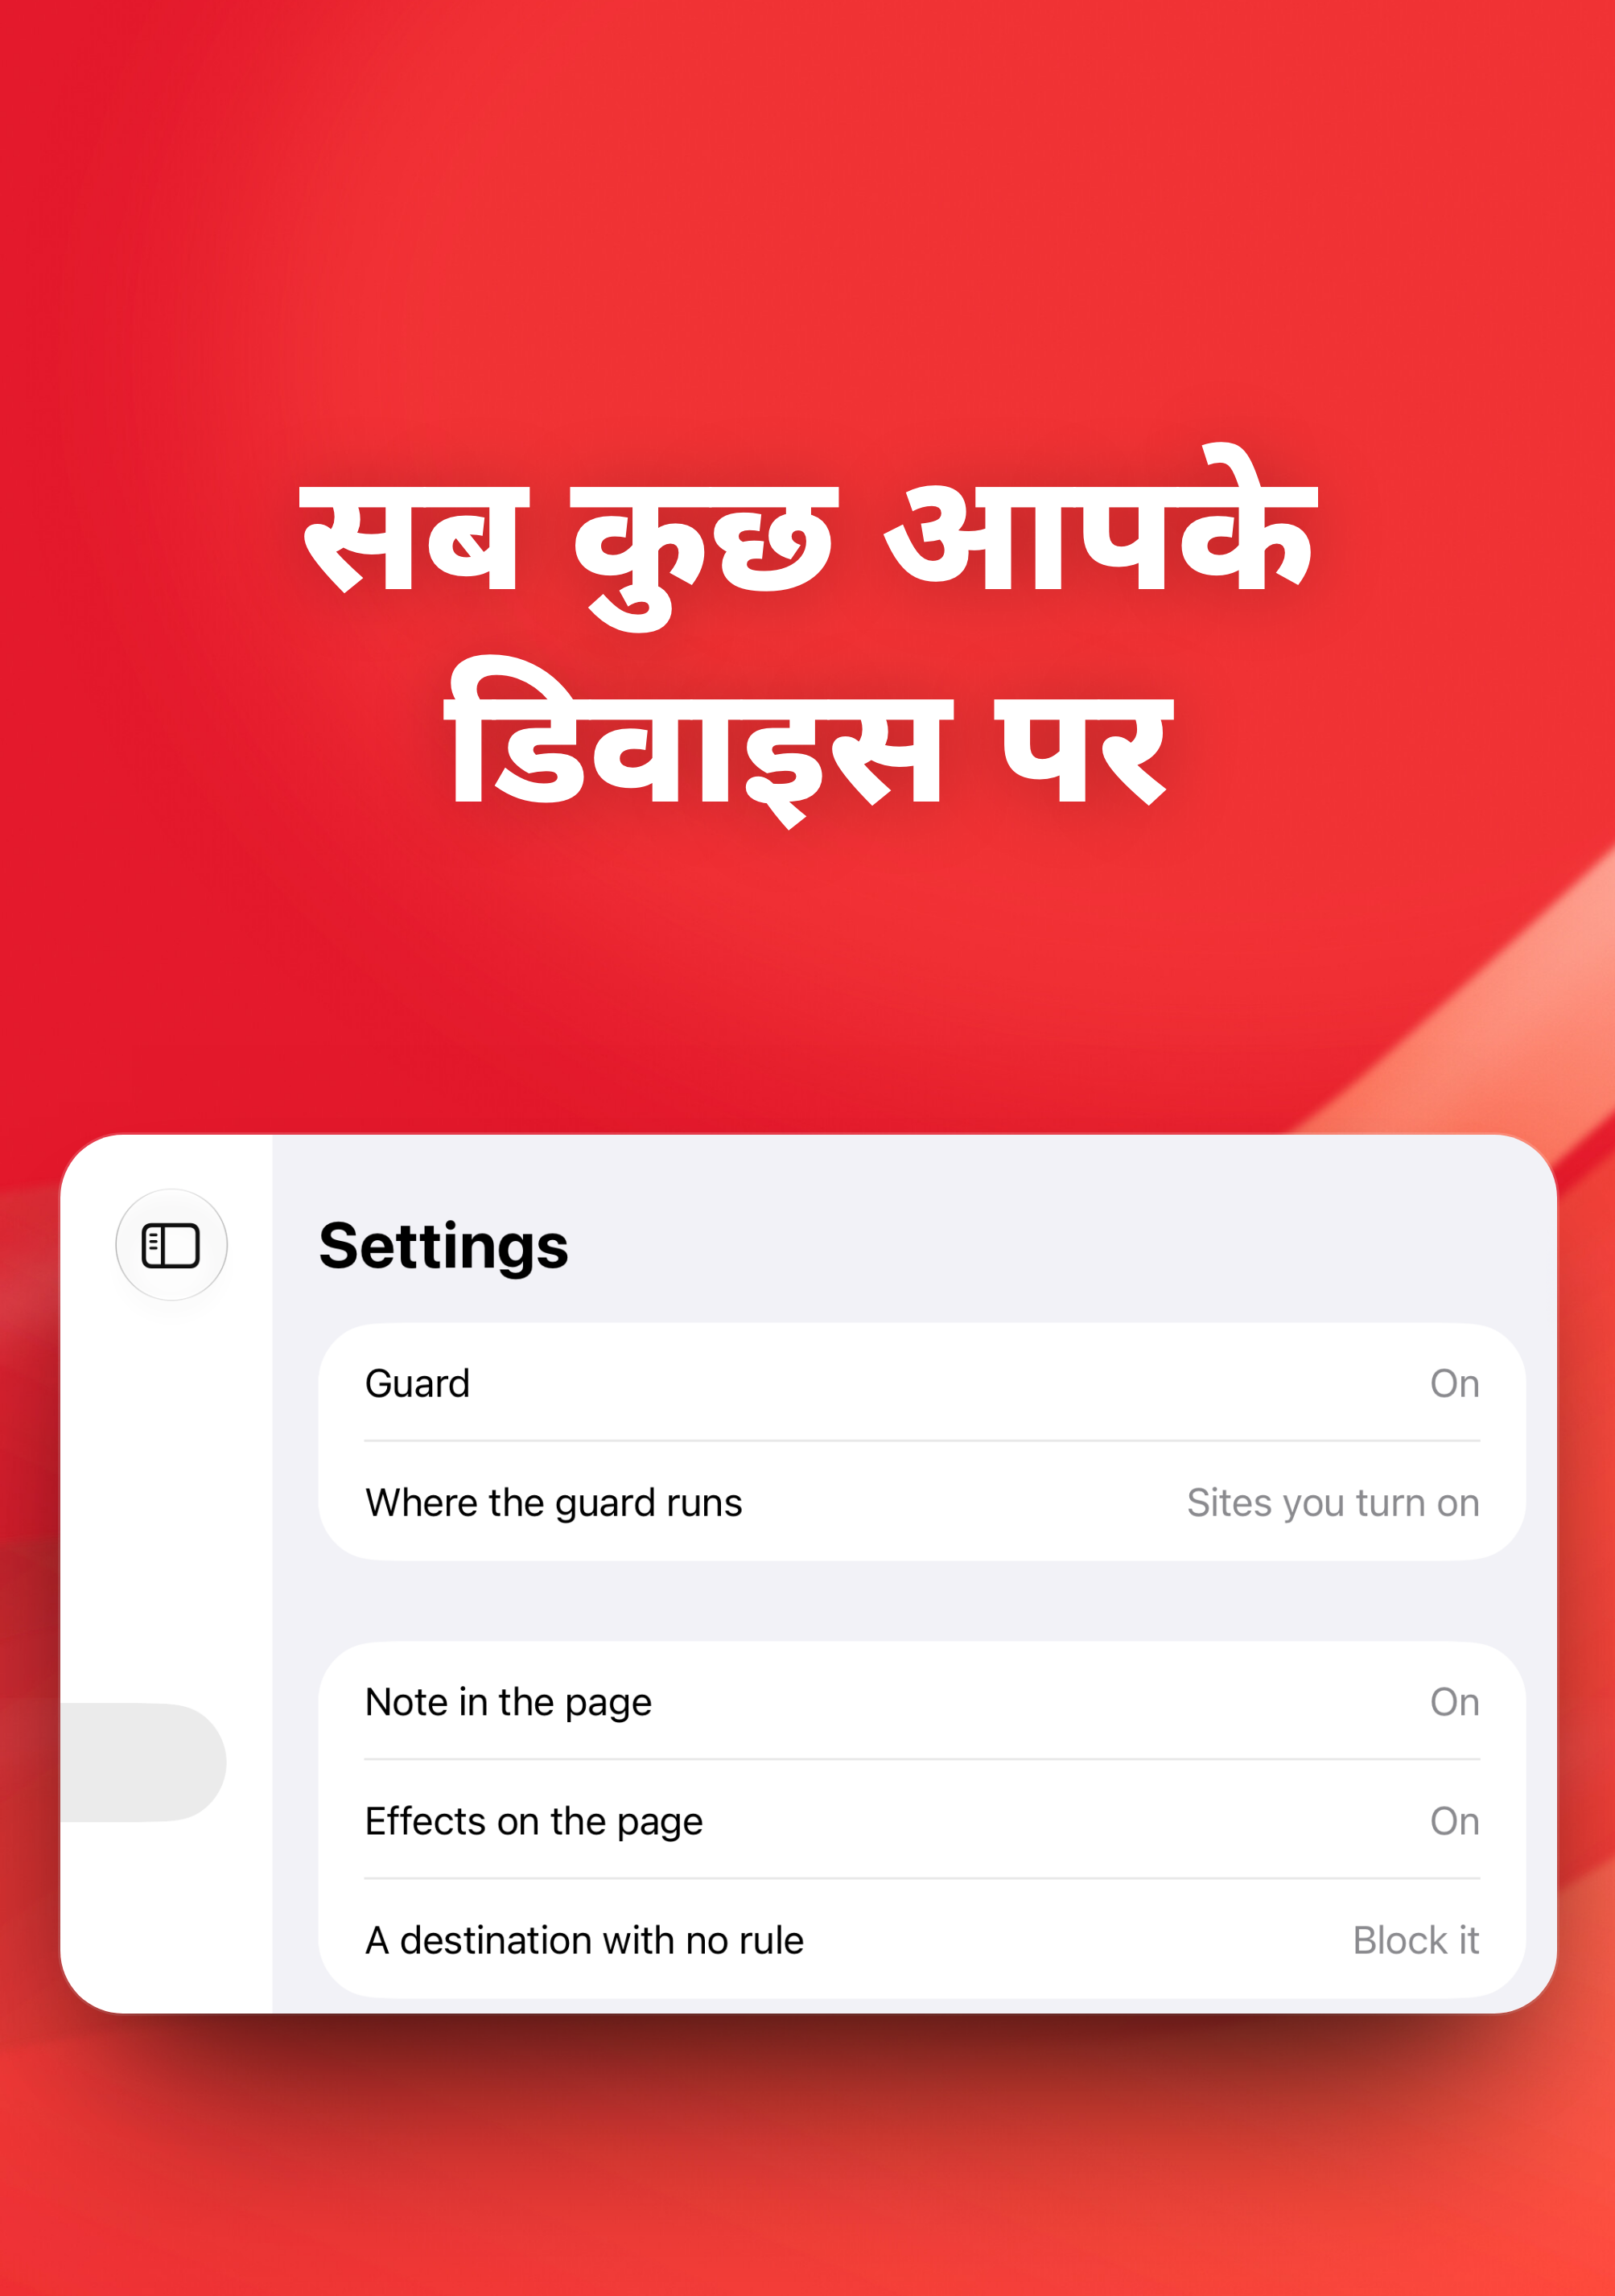 सब कुछ आपके
डिवाइस पर
Settings
Guard On
Where the guard runs Sites you turn on
Note in the page On
Effects on the page On
A destination with no rule Block it